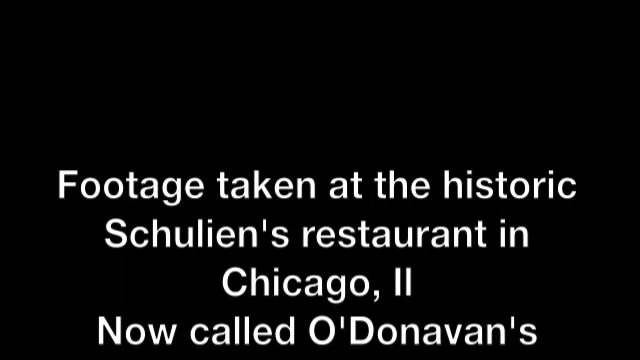 Footage taken at the historic
Schulien's restaurant in
Chicago, Il
Now called O'Donavan's